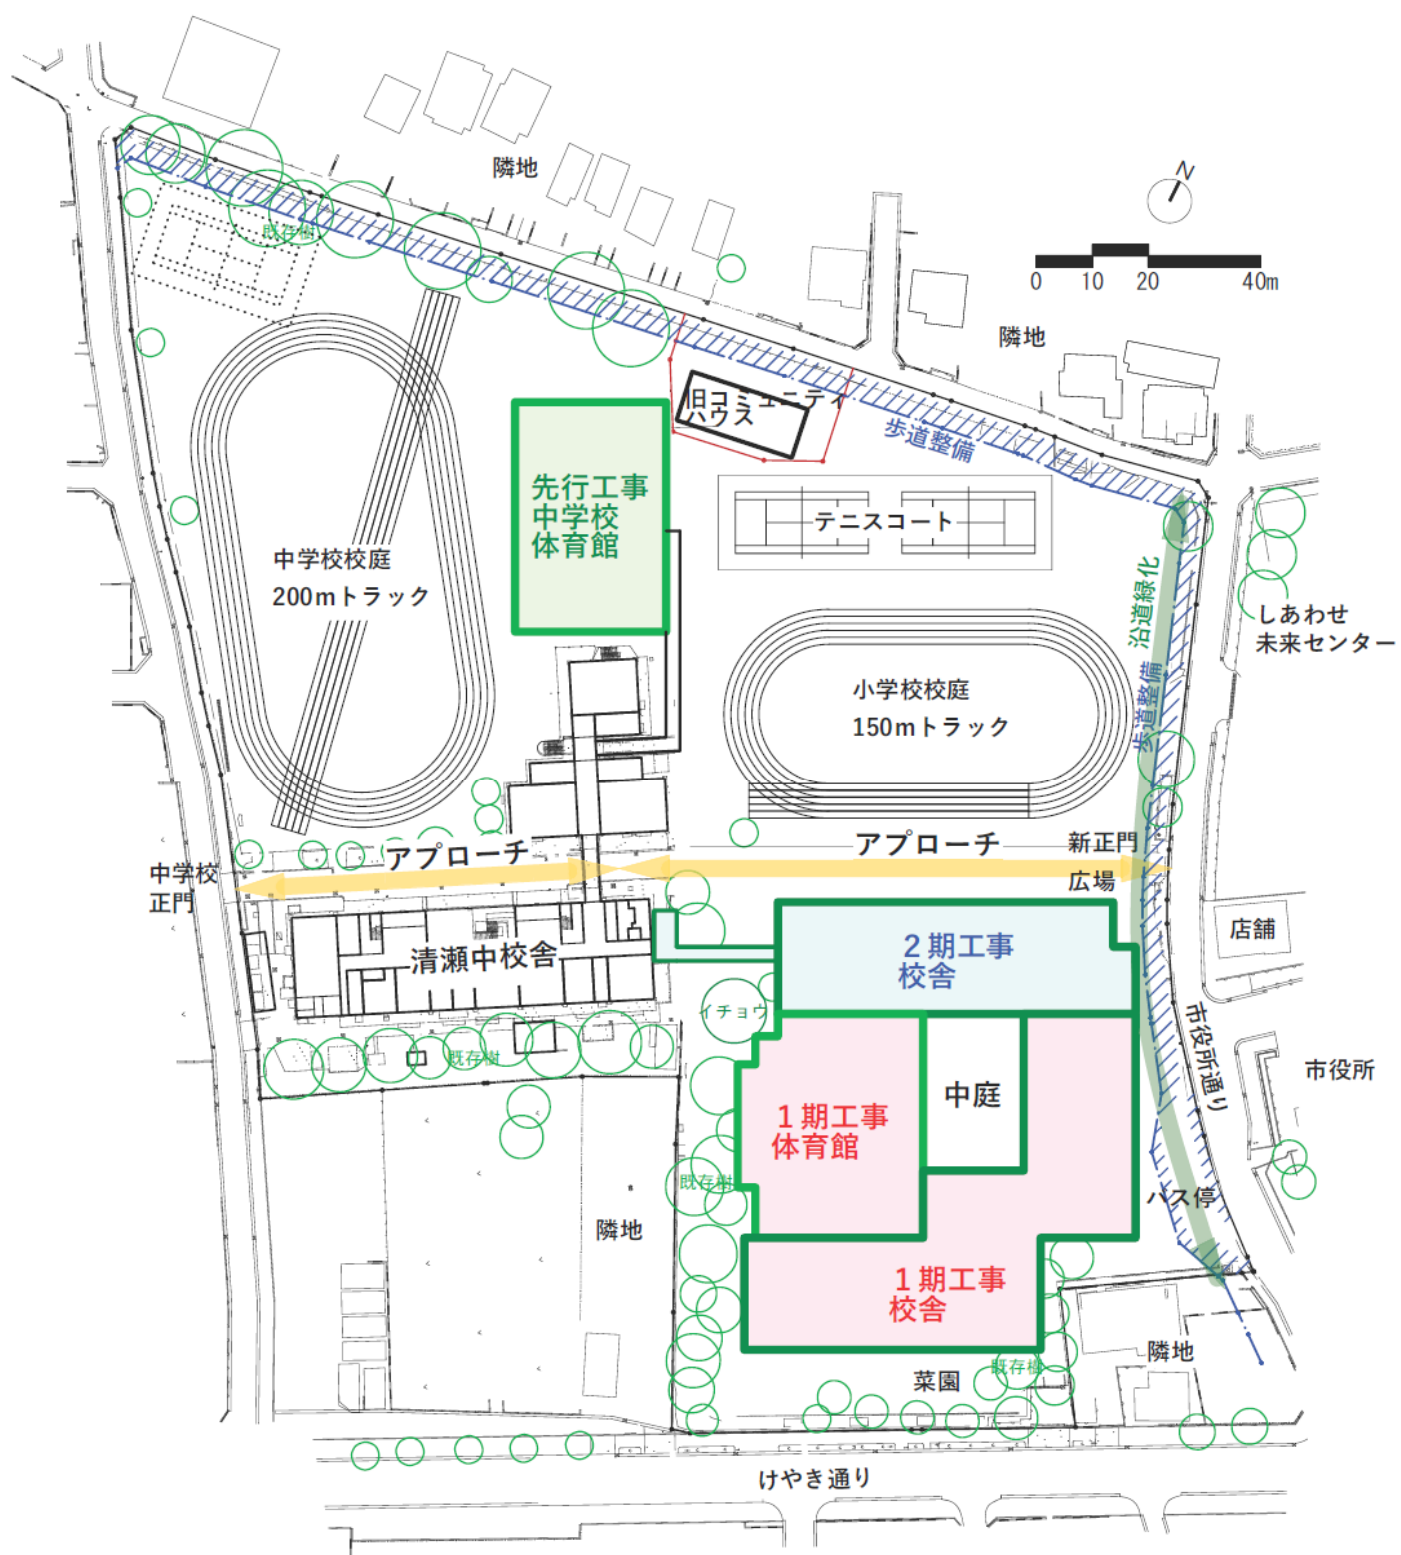 隣地
N
0 10 20 40m
既存樹
隣地
旧コミュニティ
ハウス
歩道整備
先行工事
中学校
体育館
テニスコート
中学校校庭
200mトラック
沿道緑化
しあわせ
未来センター
小学校校庭
150mトラック
歩道整備
アプローチ
アプローチ
新正門
広場
中学校
正門
店舗
清瀬中校舎
2期工事
校舎
イチョウ
市役所通り
既存樹
市役所
中庭
1期工事
体育館
既存樹
バス停
隣地
1期工事
校舎
隣地
既存樹
菜園
けやき通り